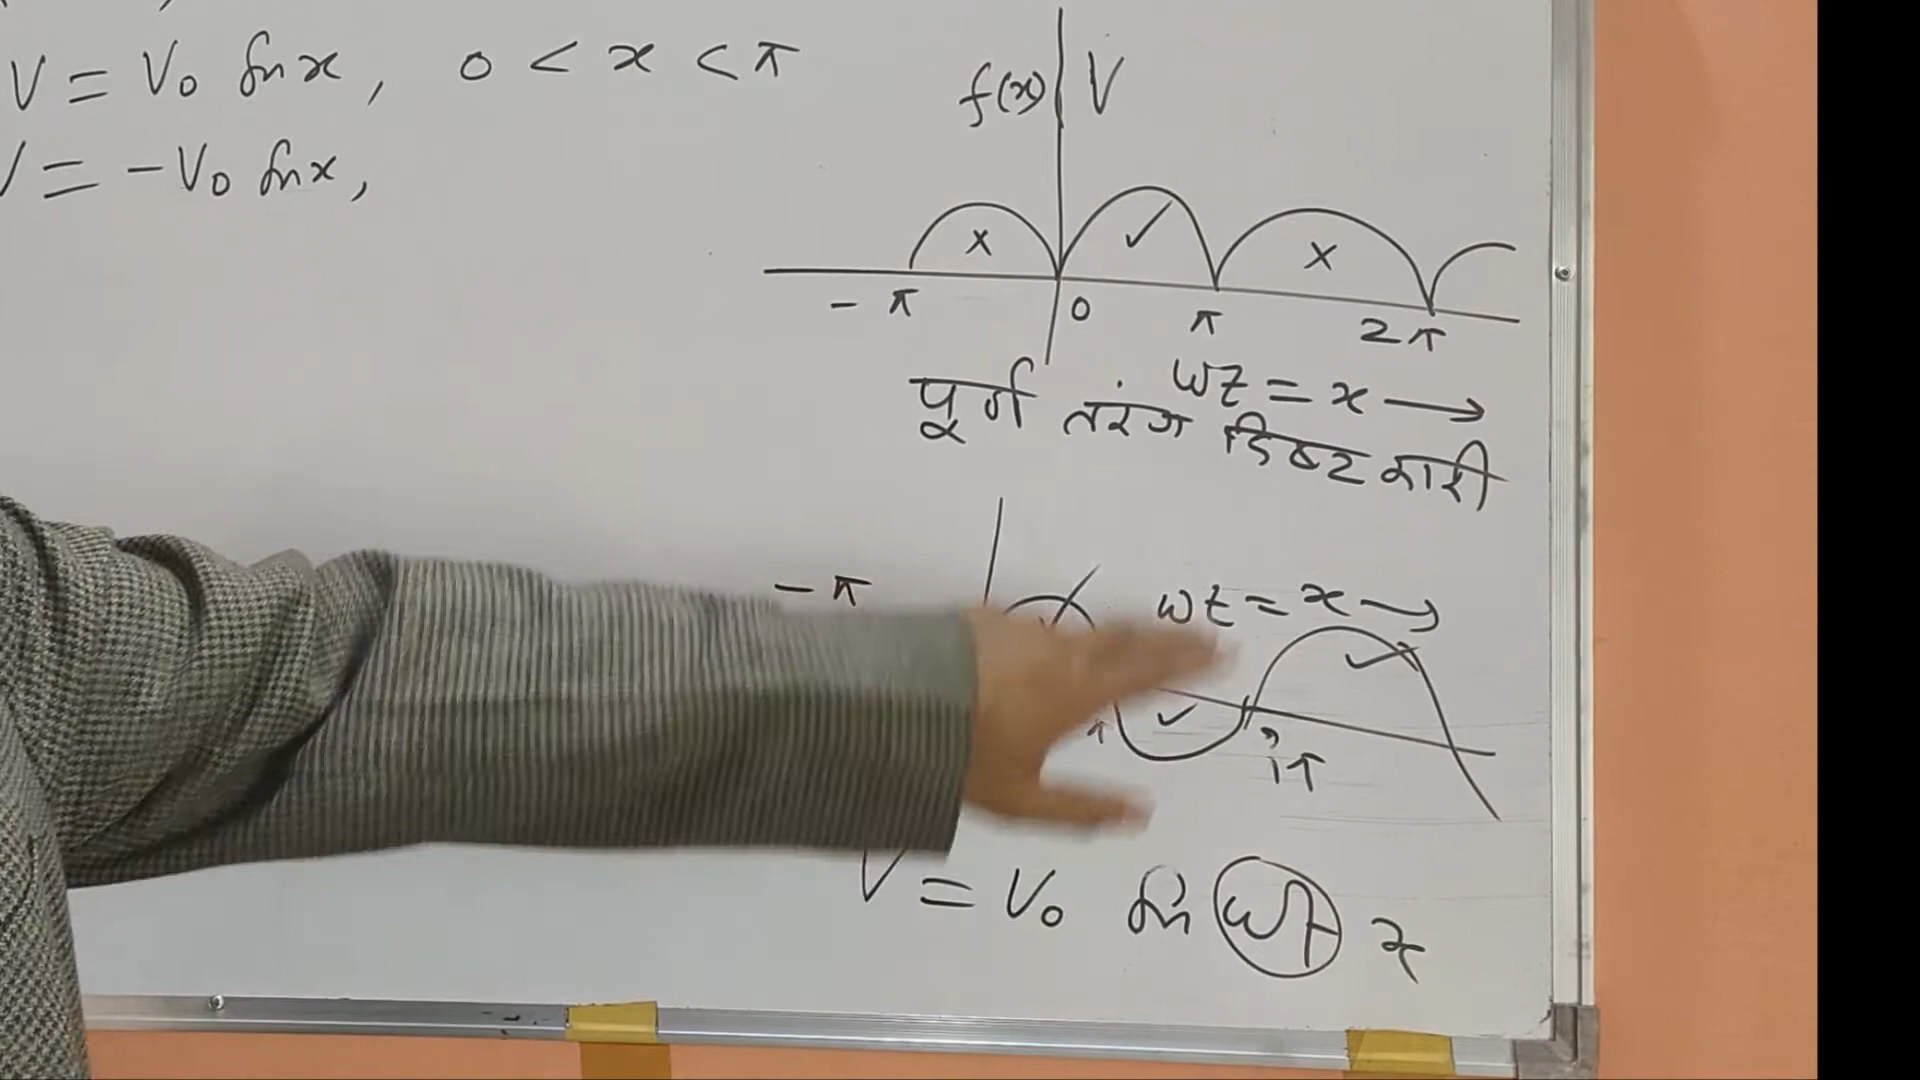 V = V₀ sin x, 0 < x < π
V = -V₀ sin x,
f(x) V
x ✓ x
-π 0 π 2π
ωt = x →
पूर्ण तरंग दिष्टकारी
-π ωt = x →
✓ ✓
π
V = V₀ sin ωt x